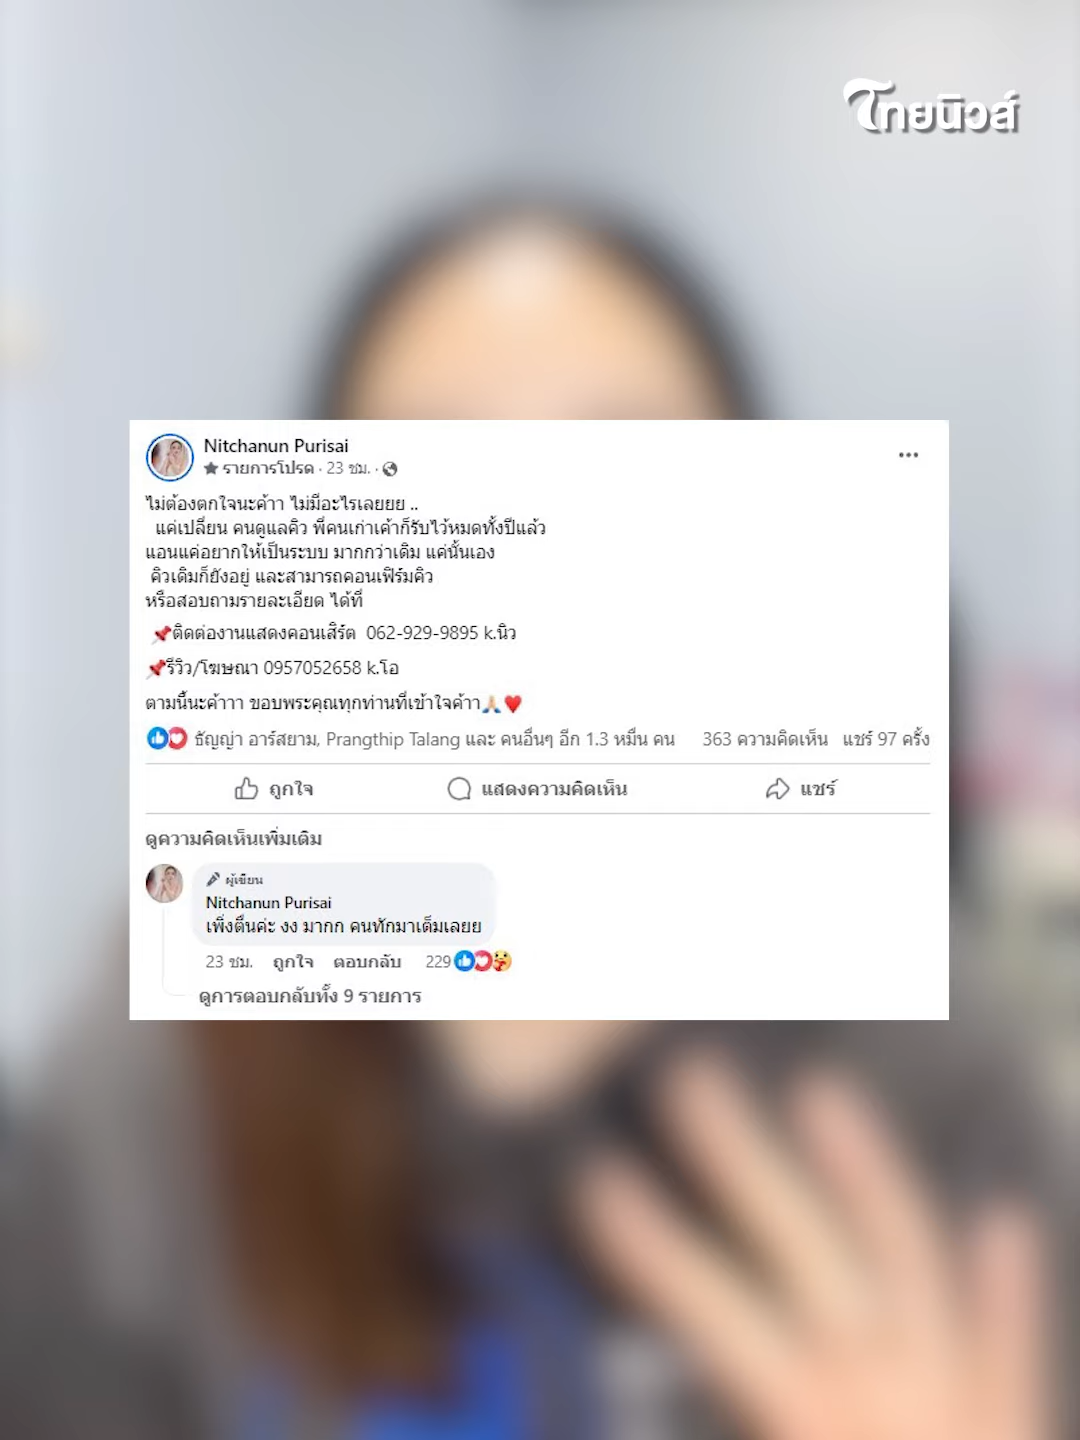 ไทยนิวส์
Nitchanun Purisai
รายการโปรด · 23 ชม. ·
ไม่ต้องตกใจนะค้าา ไม่มีอะไรเลยยย ..
แค่เปลี่ยน คนดูแลคิว พี่คนเก่าเค้าก็รับไว้หมดทั้งปีแล้ว
แอนแค่อยากให้เป็นระบบ มากกว่าเดิม แค่นั้นเอง
คิวเดิมก็ยังอยู่ และสามารถคอนเฟิร์มคิว
หรือสอบถามรายละเอียด ได้ที่
📌ติดต่องานแสดงคอนเสิร์ต 062-929-9895 k.นิว
📌รีวิว/โฆษณา 0957052658 k.โอ
ตามนี้นะค้าาา ขอบพระคุณทุกท่านที่เข้าใจค้าา🙏🏻❤️
ธัญญ่า อาร์สยาม, Prangthip Talang และ คนอื่นๆ อีก 1.3 หมื่น คน 363 ความคิดเห็น แชร์ 97 ครั้ง
ถูกใจ แสดงความคิดเห็น แชร์
ดูความคิดเห็นเพิ่มเติม
ผู้เขียน
Nitchanun Purisai
เพิ่งตื่นค่ะ งง มากก คนทักมาเต็มเลยย
23 ชม. ถูกใจ ตอบกลับ 229
ดูการตอบกลับทั้ง 9 รายการ